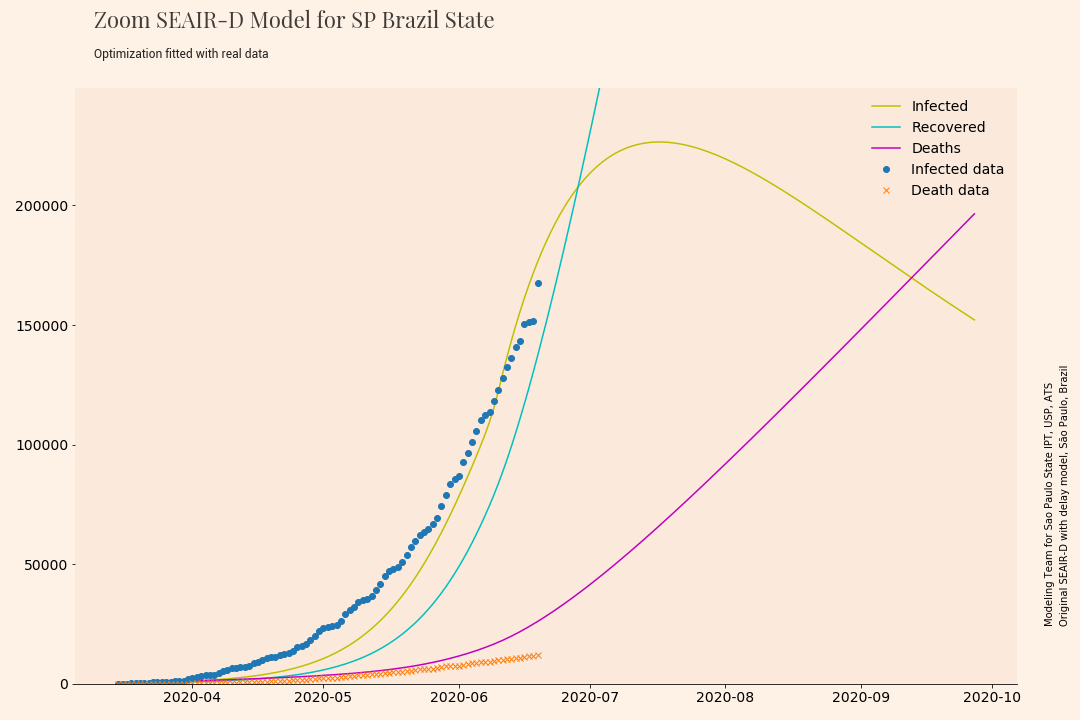 Zoom SEAIR-D Model for SP Brazil State
Optimization fitted with real data
Infected
Recovered
Deaths
Infected data
Death data
200000
150000
100000
50000
0
2020-04
2020-05
2020-06
2020-07
2020-08
2020-09
2020-10
Modeling Team for Sao Paulo State IPT, USP, ATS
Original SEAIR-D with delay model, São Paulo, Brazil